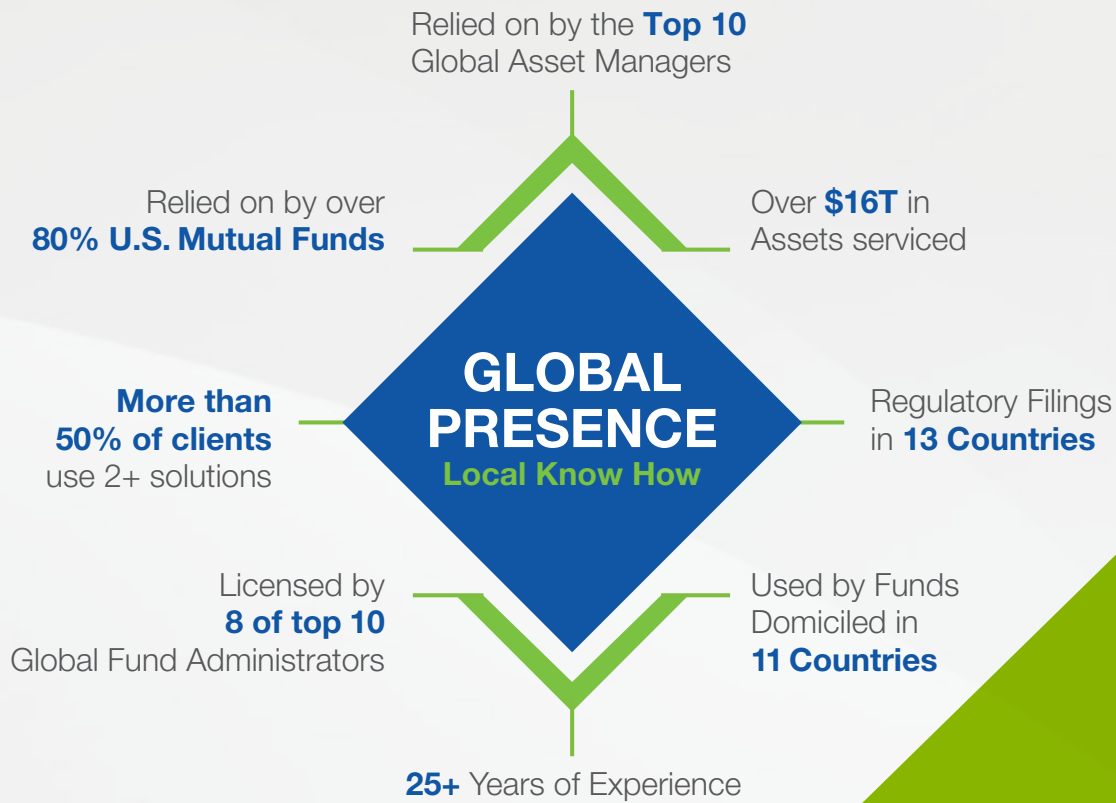 Relied on by the Top 10
Global Asset Managers
Relied on by over
80% U.S. Mutual Funds
Over $16T in
Assets serviced
GLOBAL
PRESENCE
Local Know How
More than
50% of clients
use 2+ solutions
Regulatory Filings
in 13 Countries
Licensed by
8 of top 10
Global Fund Administrators
Used by Funds
Domiciled in
11 Countries
25+ Years of Experience